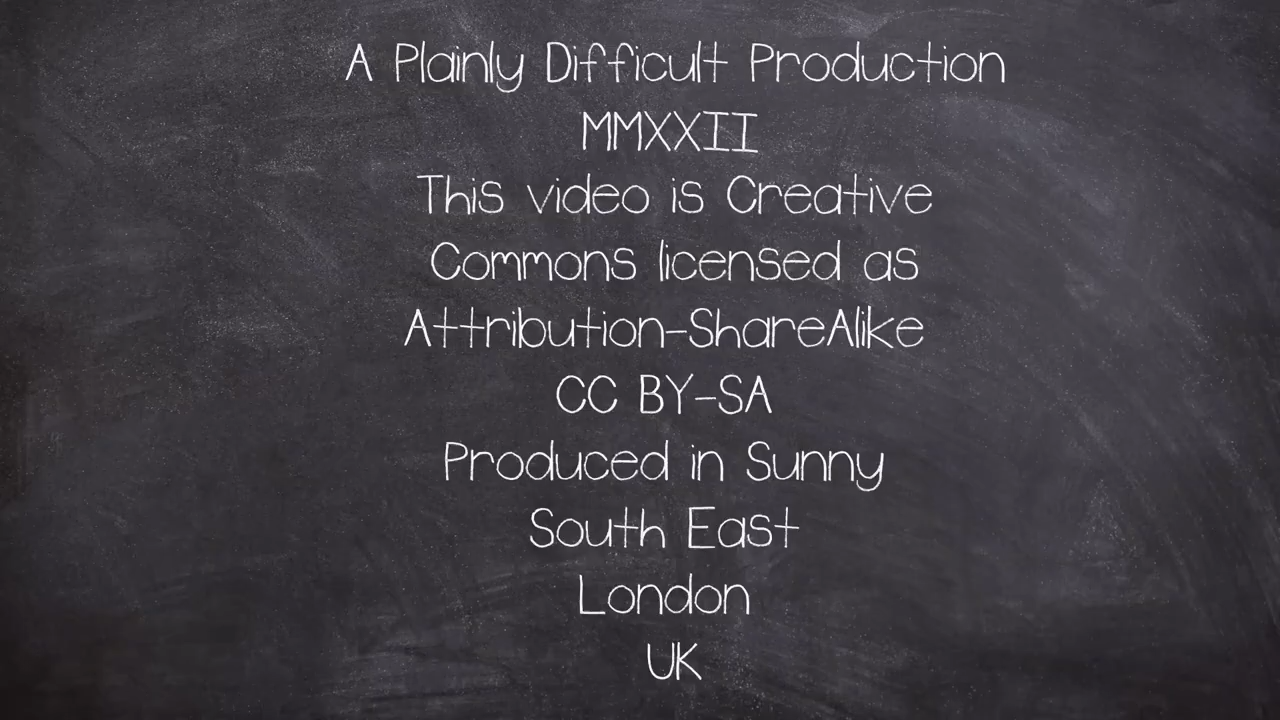 A Plainly Difficult Production
MMXXII
This video is Creative
Commons licensed as
Attribution-ShareAlike
CC BY-SA
Produced in Sunny
South East
London
UK